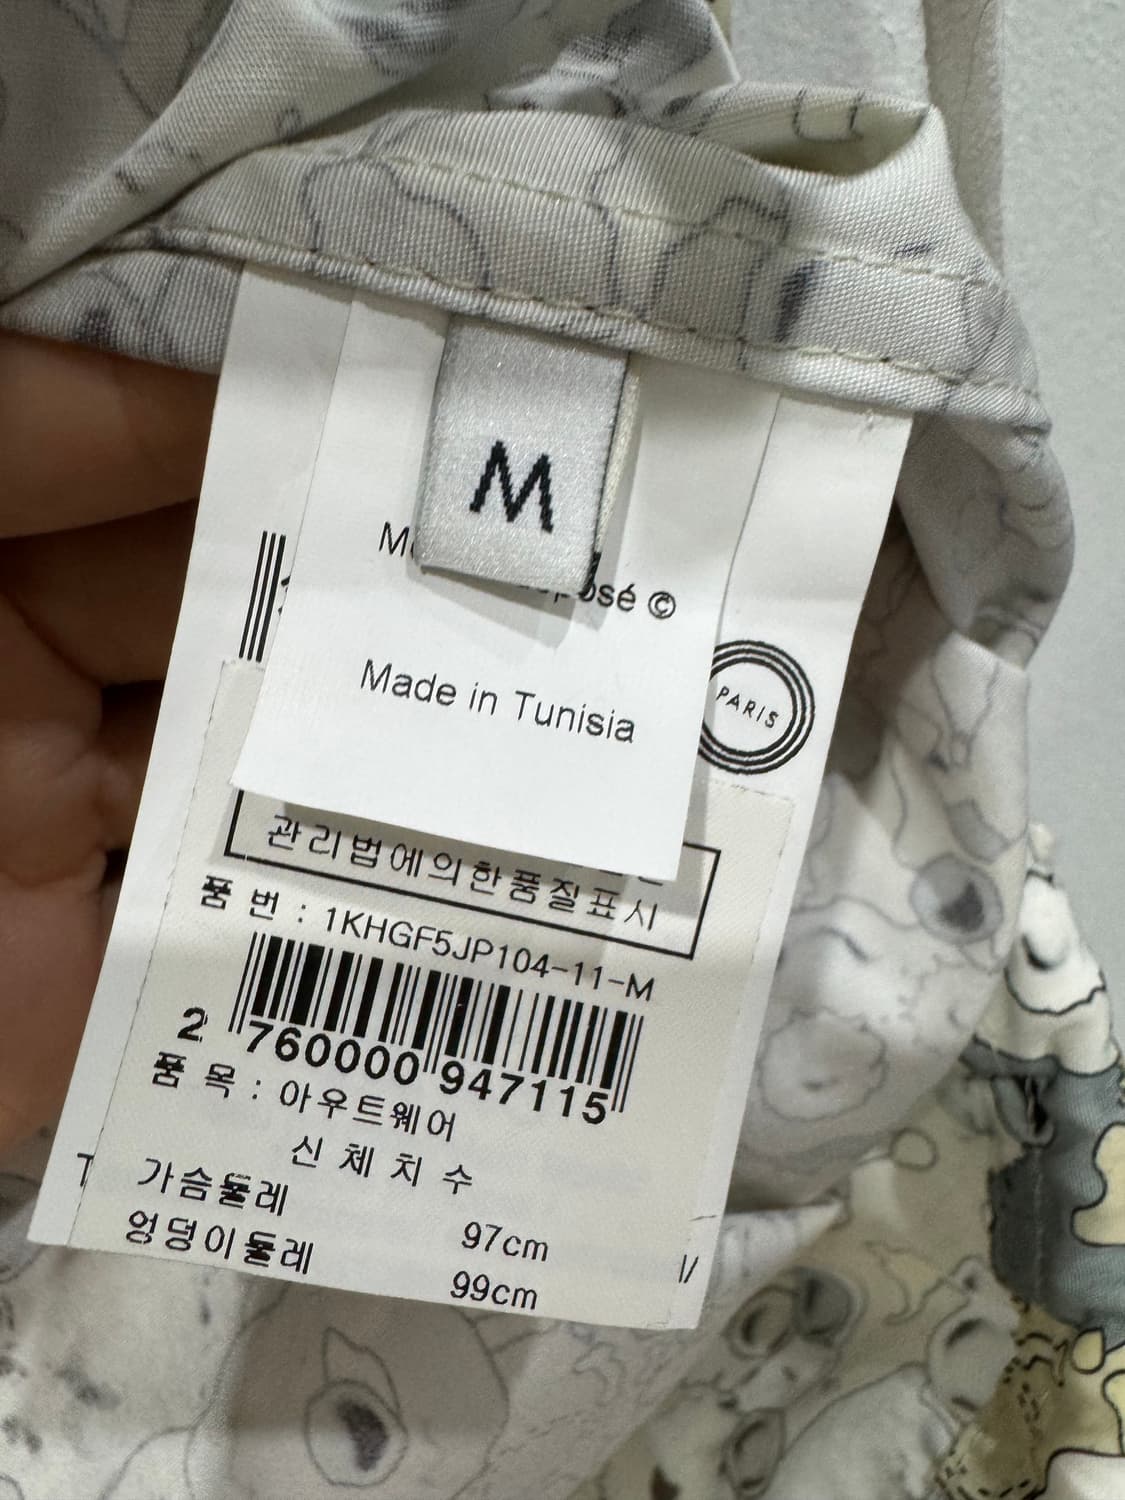 M
osé ©
Made in Tunisia
PARIS
관리법에의한품질표시
품 번 : 1KHGF5JP104-11-M
2 760000 947115
품 목 : 아우트웨어
신 체 치 수
가슴둘레 97cm
엉덩이둘레 99cm